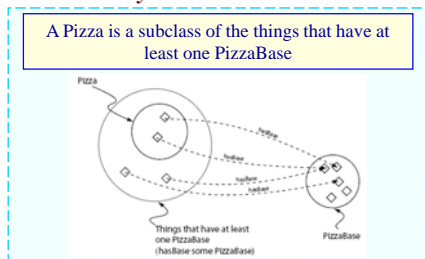 A Pizza is a subclass of the things that have at
least one PizzaBase
Pizza
hasBase
hasBase
hasBase
hasBase
Things that have at least
one PizzaBase
(hasBase some PizzaBase)
PizzaBase